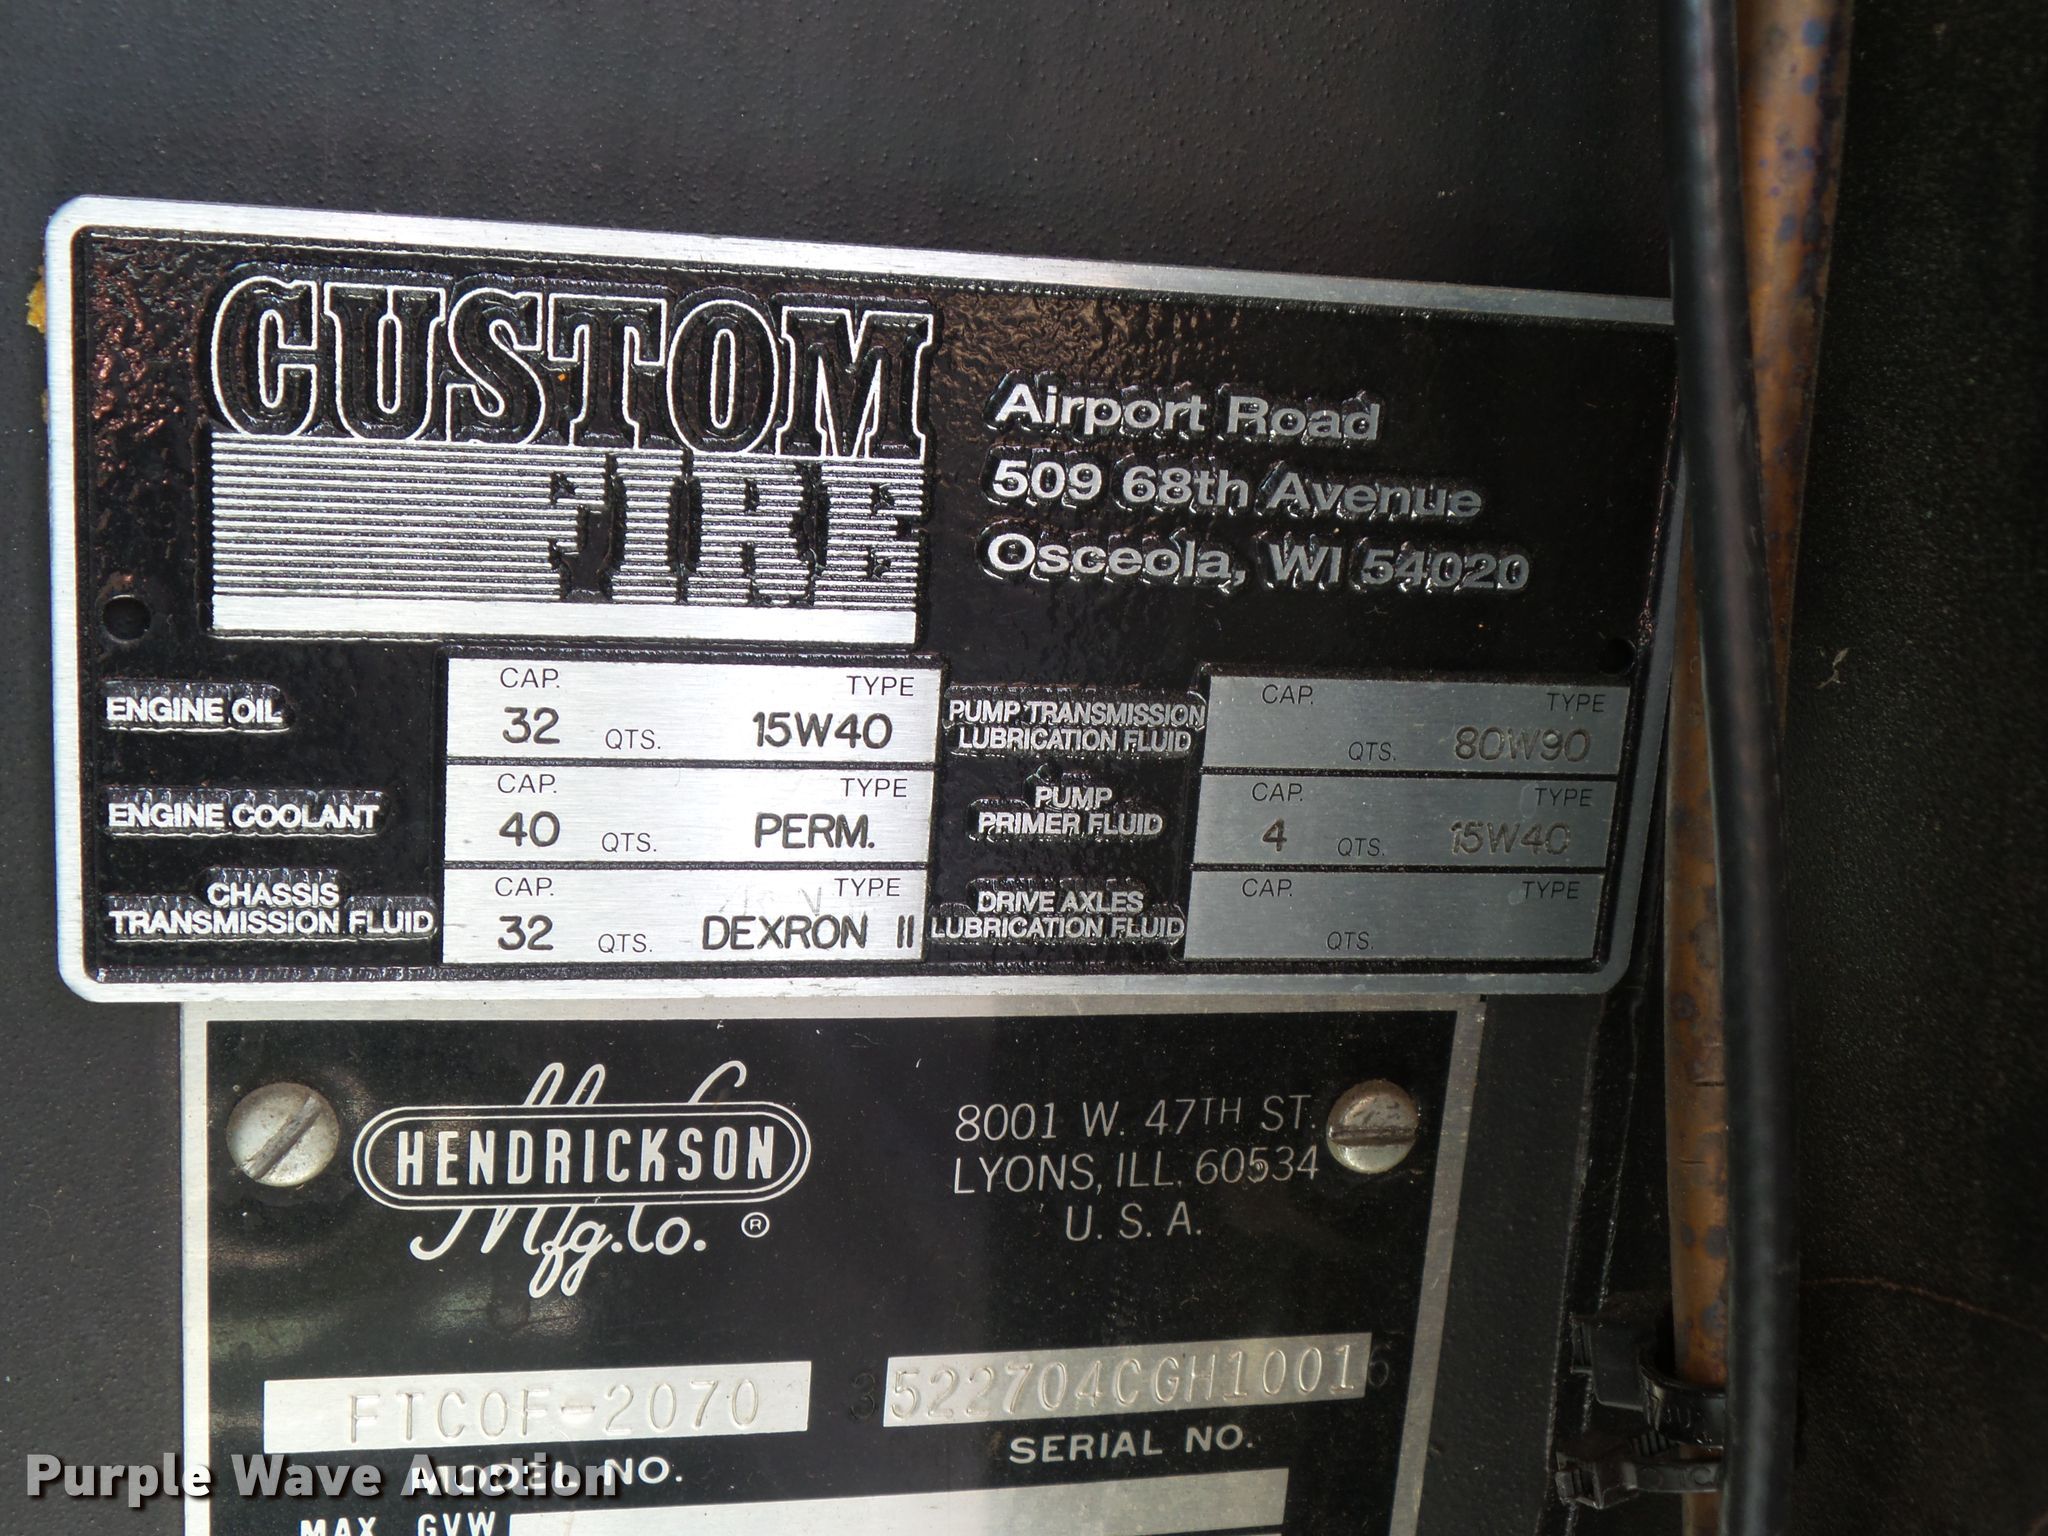 CUSTOM
FIRE
Airport Road
509 68th Avenue
Osceola, WI 54020
ENGINE OIL
CAP. TYPE
32 QTS. 15W40
ENGINE COOLANT
CAP. TYPE
40 QTS. PERM.
CHASSIS
TRANSMISSION FLUID
CAP. TYPE
32 QTS. DEXRON II
PUMP TRANSMISSION
LUBRICATION FLUID
CAP. TYPE
QTS. 80W90
PUMP
PRIMER FLUID
CAP. TYPE
4 QTS. 15W40
DRIVE AXLES
LUBRICATION FLUID
CAP. TYPE
QTS.
HENDRICKSON
Mfg.Co. ®
8001 W. 47TH ST.
LYONS, ILL. 60534
U.S.A.
FTCOF-2070
MODEL NO.
3522704CGH10016
SERIAL NO.
MAX. GVW
Purple Wave Auction